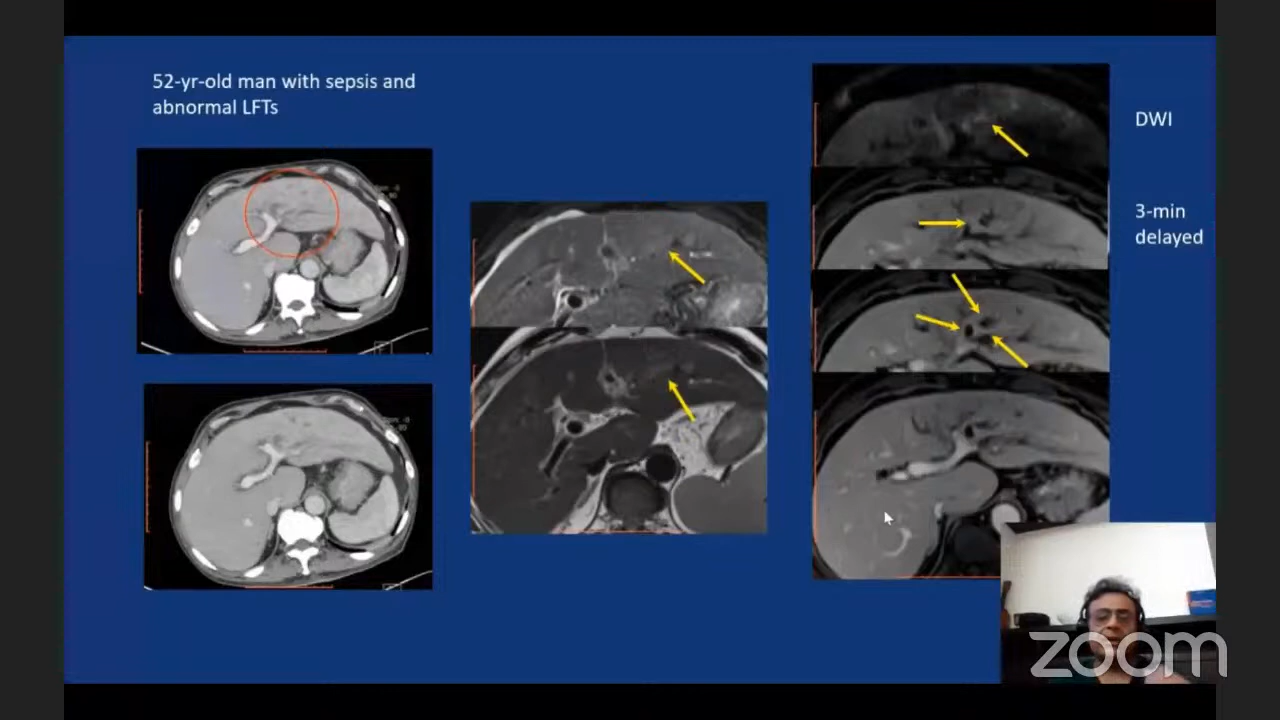 52-yr-old man with sepsis and
abnormal LFTs
DWI
3-min
delayed
zoom